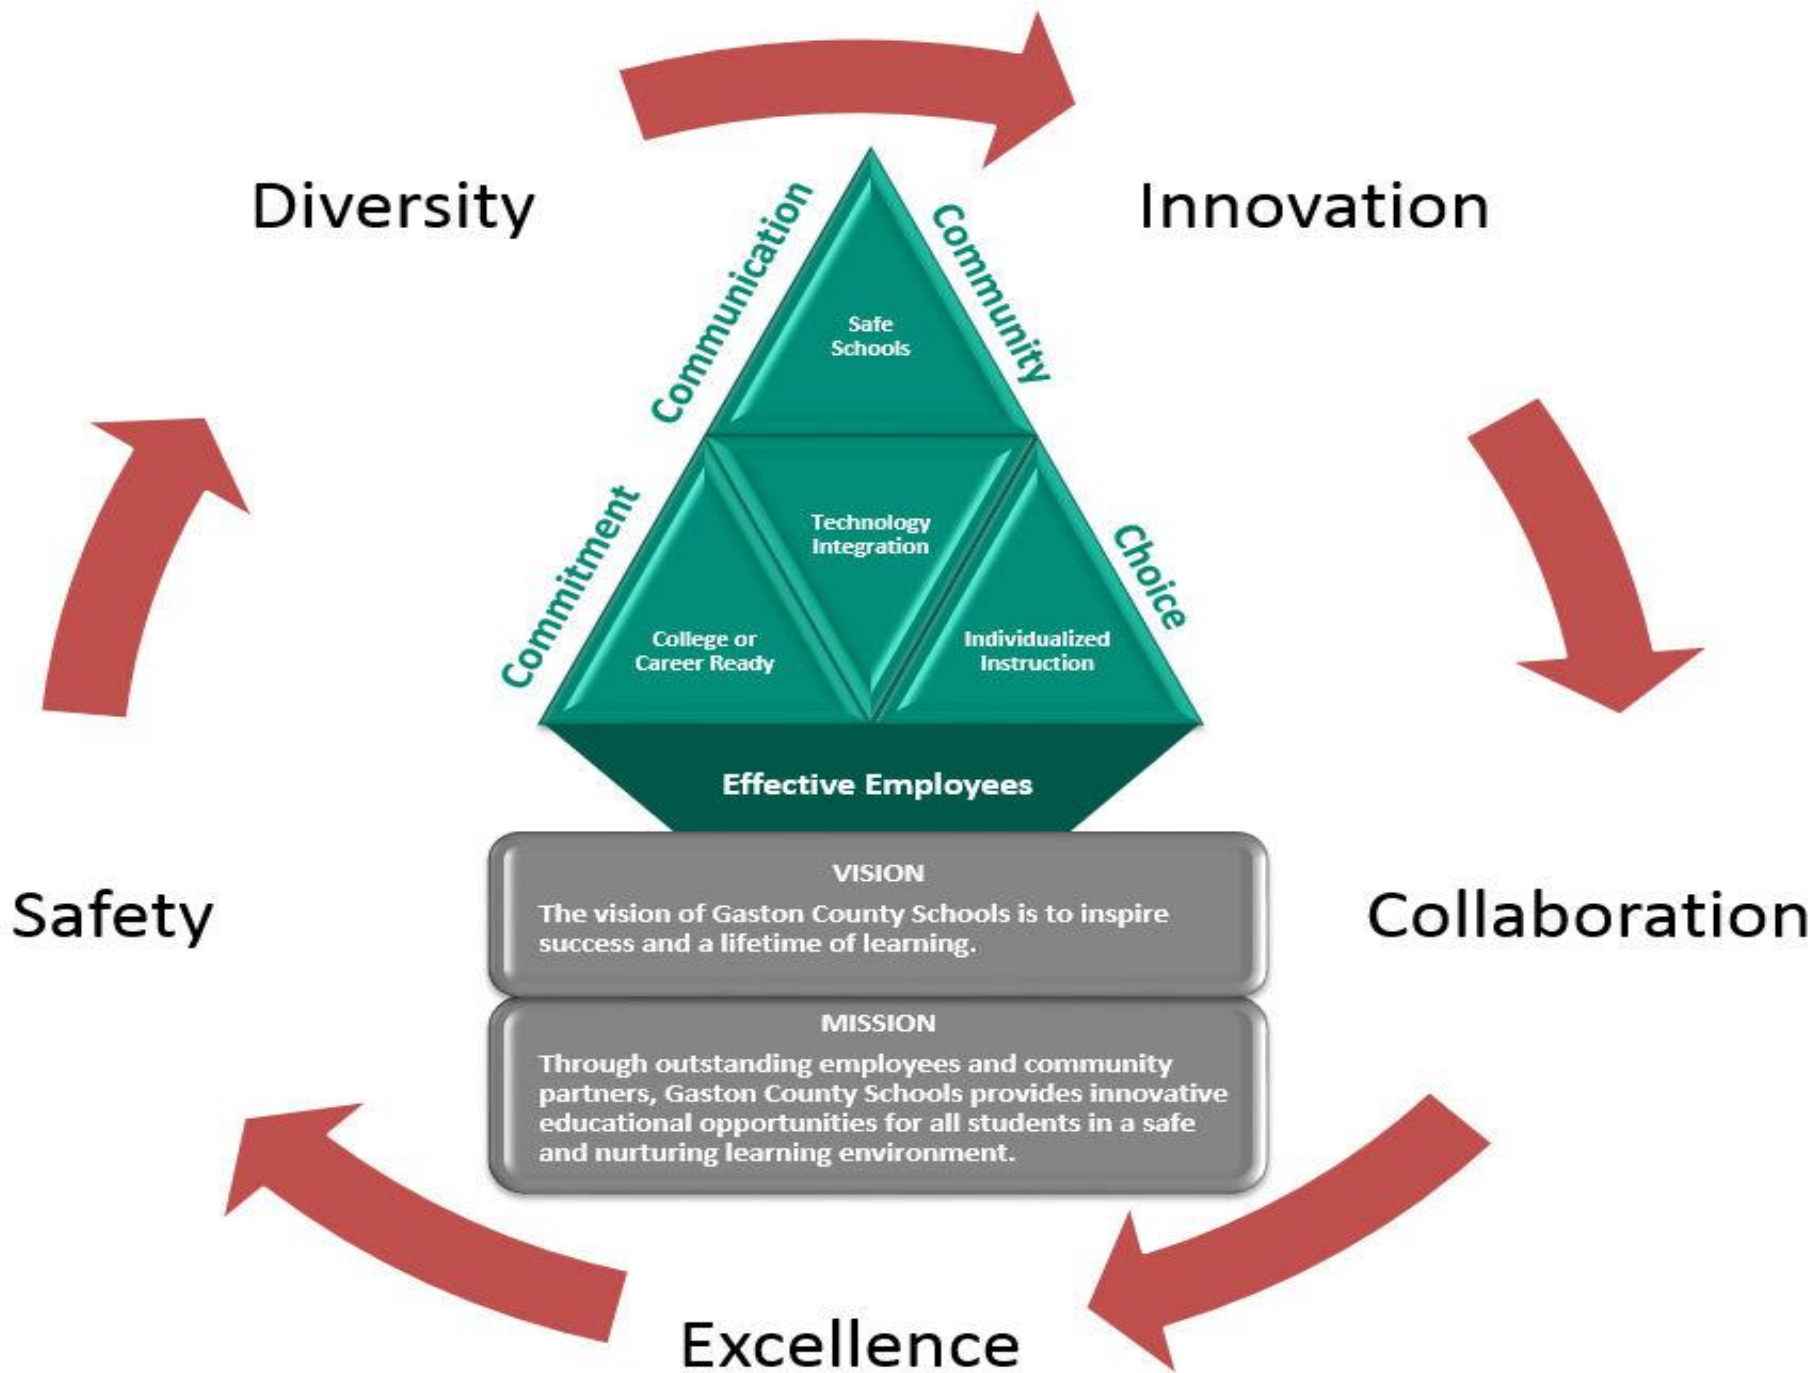 Diversity
Innovation
Communication
Community
Safe
Schools
Commitment
Choice
Technology
Integration
College or
Career Ready
Individualized
Instruction
Effective Employees
Safety
Collaboration
VISION
The vision of Gaston County Schools is to inspire
success and a lifetime of learning.
MISSION
Through outstanding employees and community
partners, Gaston County Schools provides innovative
educational opportunities for all students in a safe
and nurturing learning environment.
Excellence